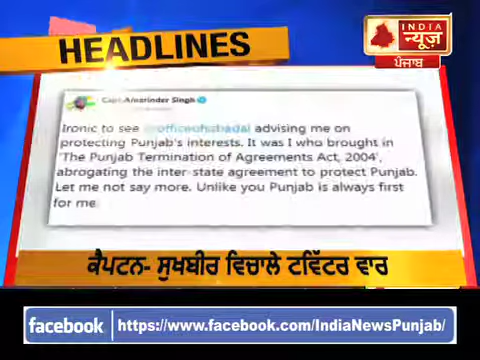 HEADLINES
INDIA
न्यूज़
ਪੰਜਾਬ
Capt.Amarinder Singh
Ironic to see @officeofssbadal advising me on
protecting Punjab's interests. It was I who brought in
'The Punjab Termination of Agreements Act, 2004',
abrogating the inter-state agreement to protect Punjab.
Let me not say more. Unlike you Punjab is always first
for me
ਕੈਪਟਨ- ਸੁਖਬੀਰ ਵਿਚਾਲੇ ਟਵਿੱਟਰ ਵਾਰ
facebook
https://www.facebook.com/IndiaNewsPunjab/